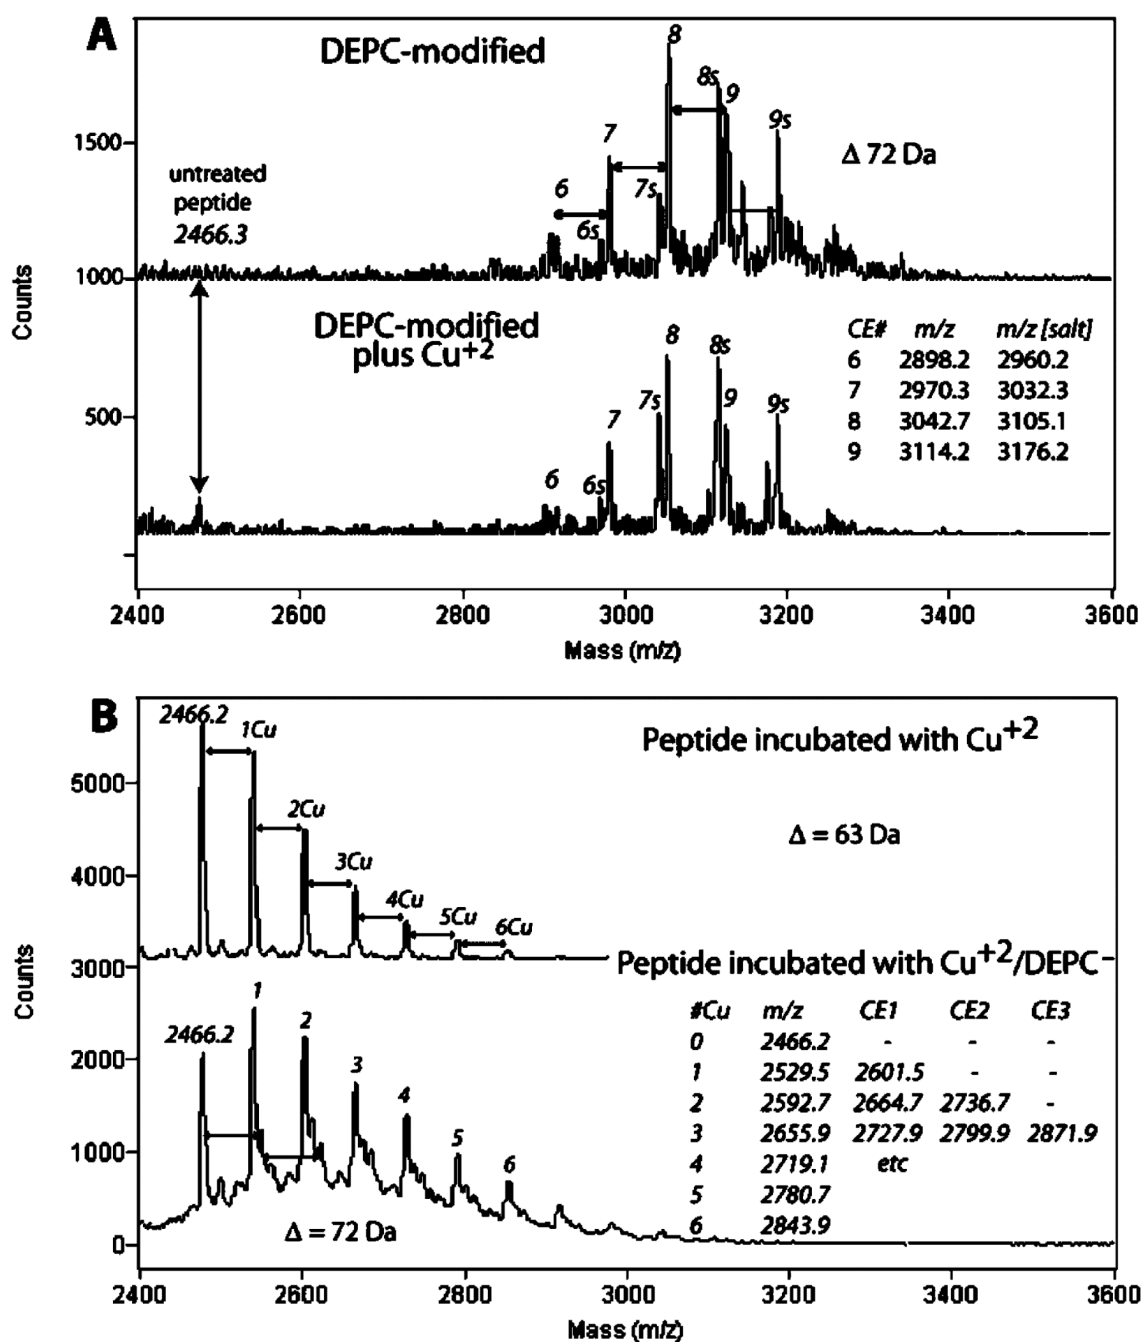 A
DEPC-modified
8
8s
9
7
9s
Δ 72 Da
untreated
peptide
2466.3
6
7s
6s
1500
1000
500
Counts
DEPC-modified
plus Cu+2
8
8s
7s
9
9s
7
6
6s
CE# m/z m/z [salt]
6 2898.2 2960.2
7 2970.3 3032.3
8 3042.7 3105.1
9 3114.2 3176.2
2400 2600 2800 3000 3200 3400 3600
Mass (m/z)
B
2466.2
1Cu
2Cu
3Cu
4Cu
5Cu
6Cu
Peptide incubated with Cu+2
Δ = 63 Da
5000
4000
3000
2000
1000
0
Counts
Peptide incubated with Cu+2/DEPC
2466.2
1
2
3
4
5
6
Δ = 72 Da
#Cu m/z CE1 CE2 CE3
0 2466.2 - - -
1 2529.5 2601.5 - -
2 2592.7 2664.7 2736.7 -
3 2655.9 2727.9 2799.9 2871.9
4 2719.1 etc
5 2780.7
6 2843.9
2400 2600 2800 3000 3200 3400 3600
Mass (m/z)